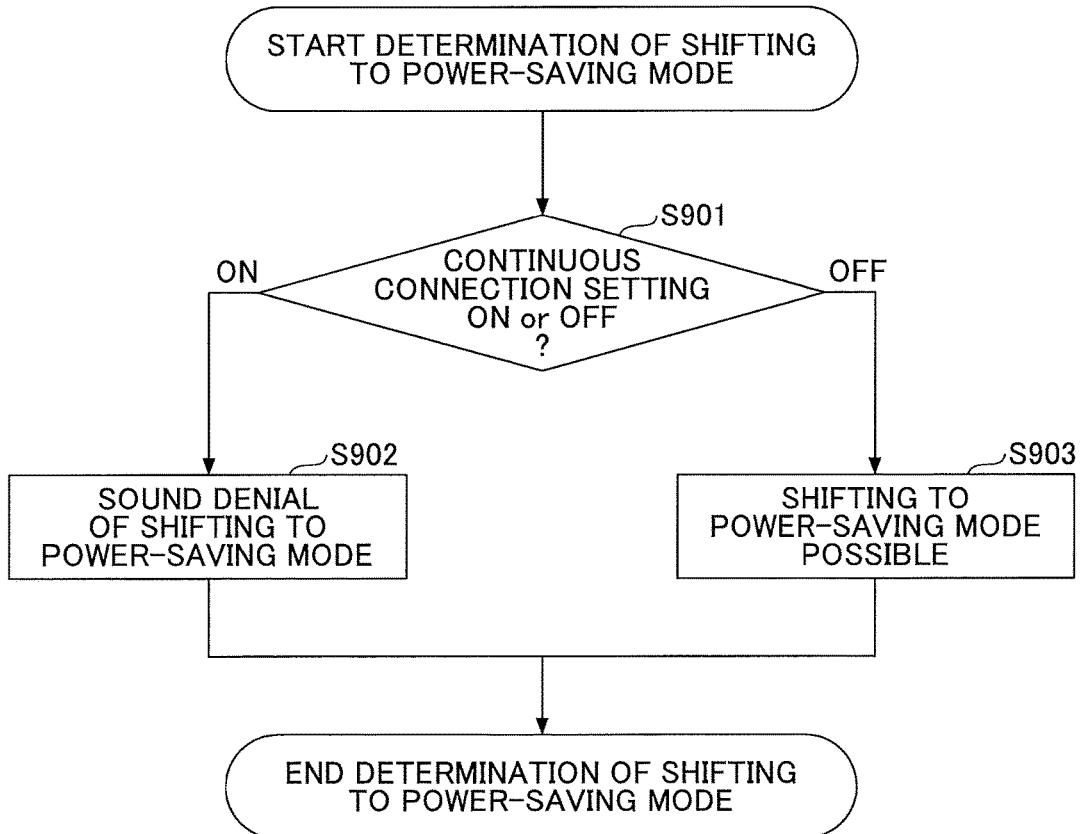 START DETERMINATION OF SHIFTING
TO POWER-SAVING MODE
S901
CONTINUOUS
CONNECTION SETTING
ON or OFF
?
ON
OFF
S902
SOUND DENIAL
OF SHIFTING TO
POWER-SAVING MODE
S903
SHIFTING TO
POWER-SAVING MODE
POSSIBLE
END DETERMINATION OF SHIFTING
TO POWER-SAVING MODE